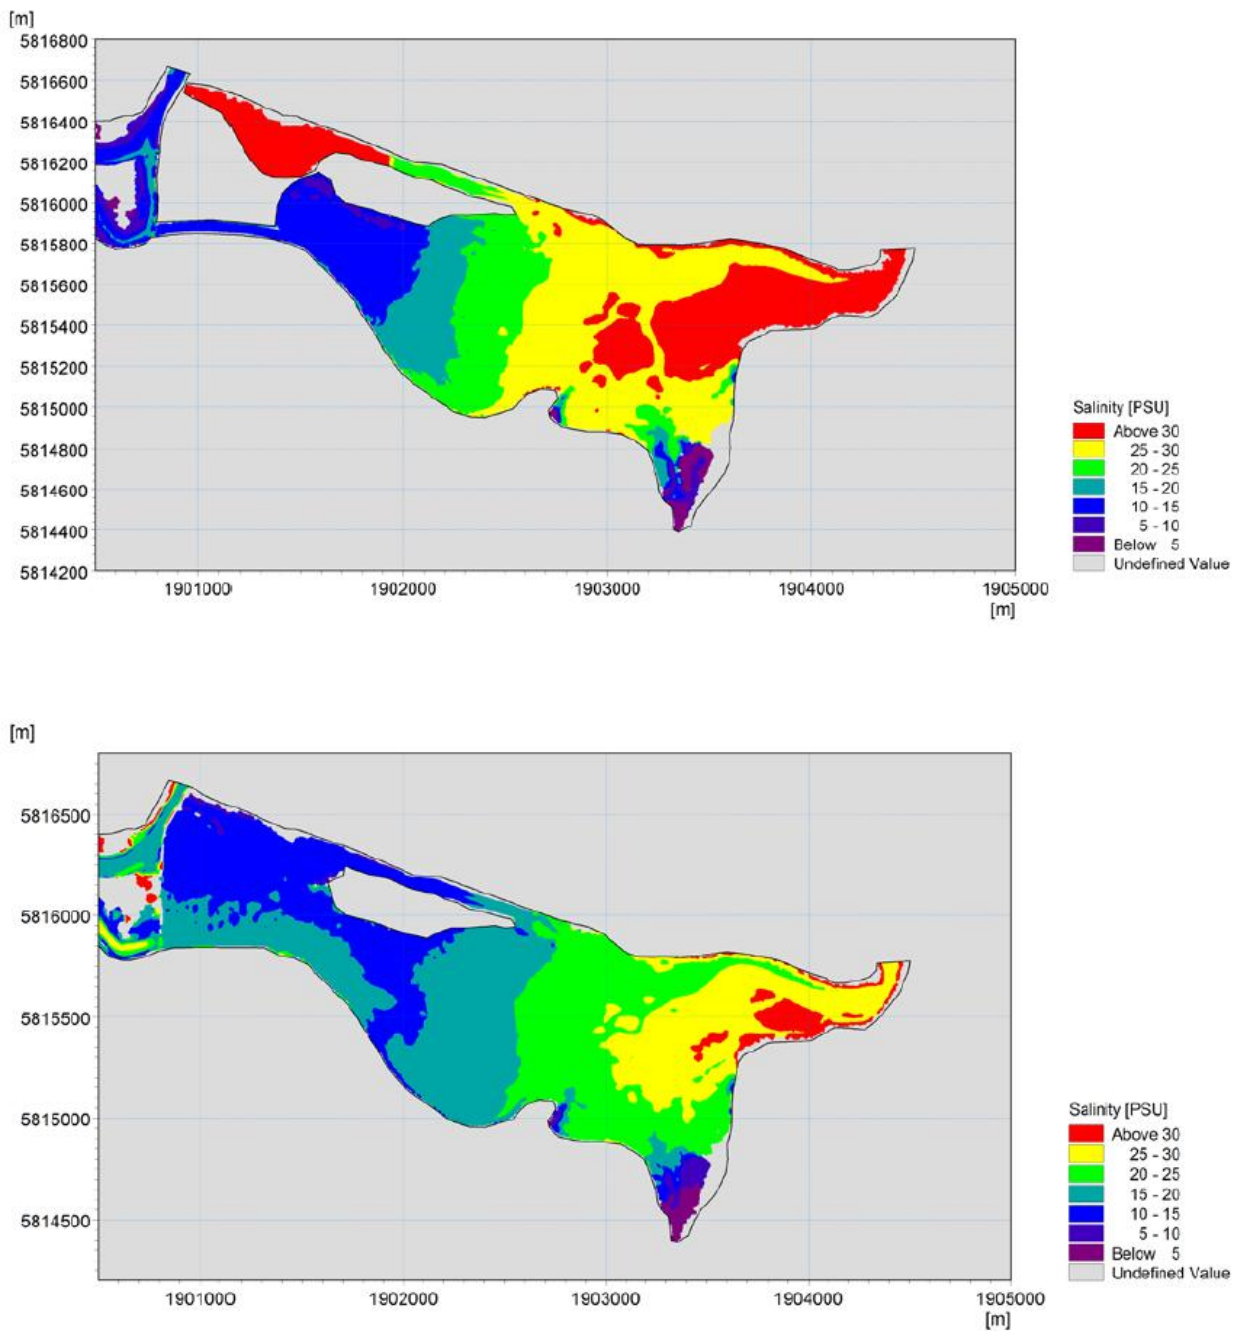 [m]
5816800
5816600
5816400
5816200
5816000
5815800
5815600
5815400
5815200
5815000
5814800
5814600
5814400
5814200
1901000 1902000 1903000 1904000 1905000
[m]
Salinity [PSU]
Above 30
25 - 30
20 - 25
15 - 20
10 - 15
5 - 10
Below 5
Undefined Value
[m]
5816500
5816000
5815500
5815000
5814500
1901000 1902000 1903000 1904000 1905000
[m]
Salinity [PSU]
Above 30
25 - 30
20 - 25
15 - 20
10 - 15
5 - 10
Below 5
Undefined Value